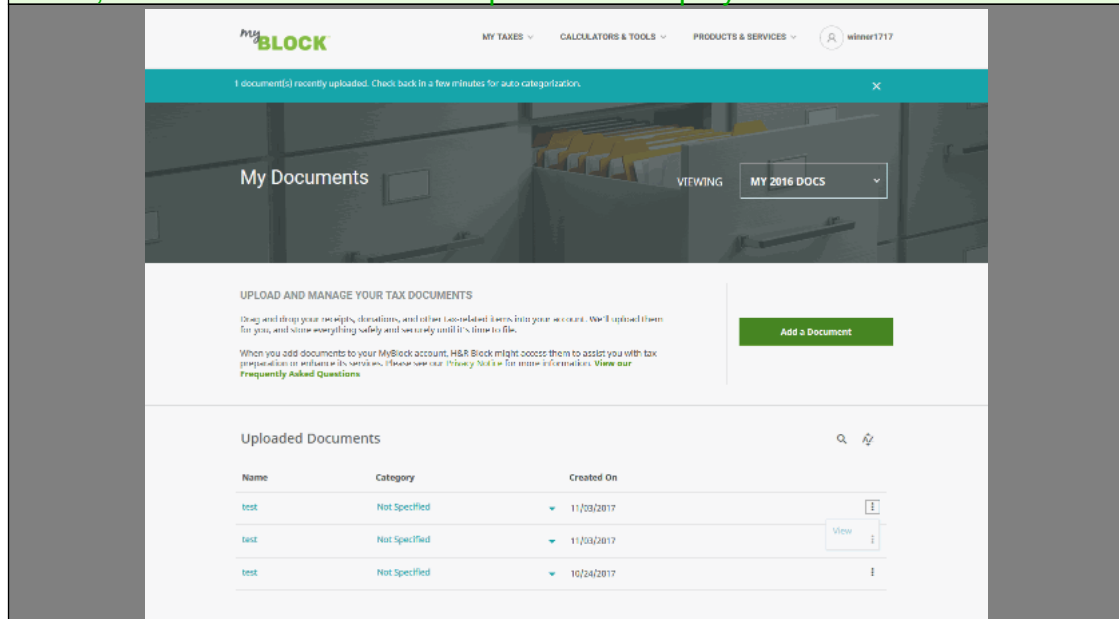 my BLOCK
MY TAXES
CALCULATORS & TOOLS
PRODUCTS & SERVICES
winner1717
1 document(s) recently uploaded. Check back in a few minutes for auto categorization.
My Documents
VIEWING
MY 2016 DOCS
UPLOAD AND MANAGE YOUR TAX DOCUMENTS
Drag and drop your receipts, donations, and other tax-related items into your account. We'll upload them
for you, and store everything safely and securely until it's time to file.
Add a Document
When you add documents to your MyBlock account, H&R Block might access them to assist you with tax
preparation or enhance its services. Please see our Privacy Notice for more information. View our
Frequently Asked Questions
Uploaded Documents
Name Category Created On
test Not Specified 11/03/2017
View
test Not Specified 11/03/2017
test Not Specified 10/24/2017